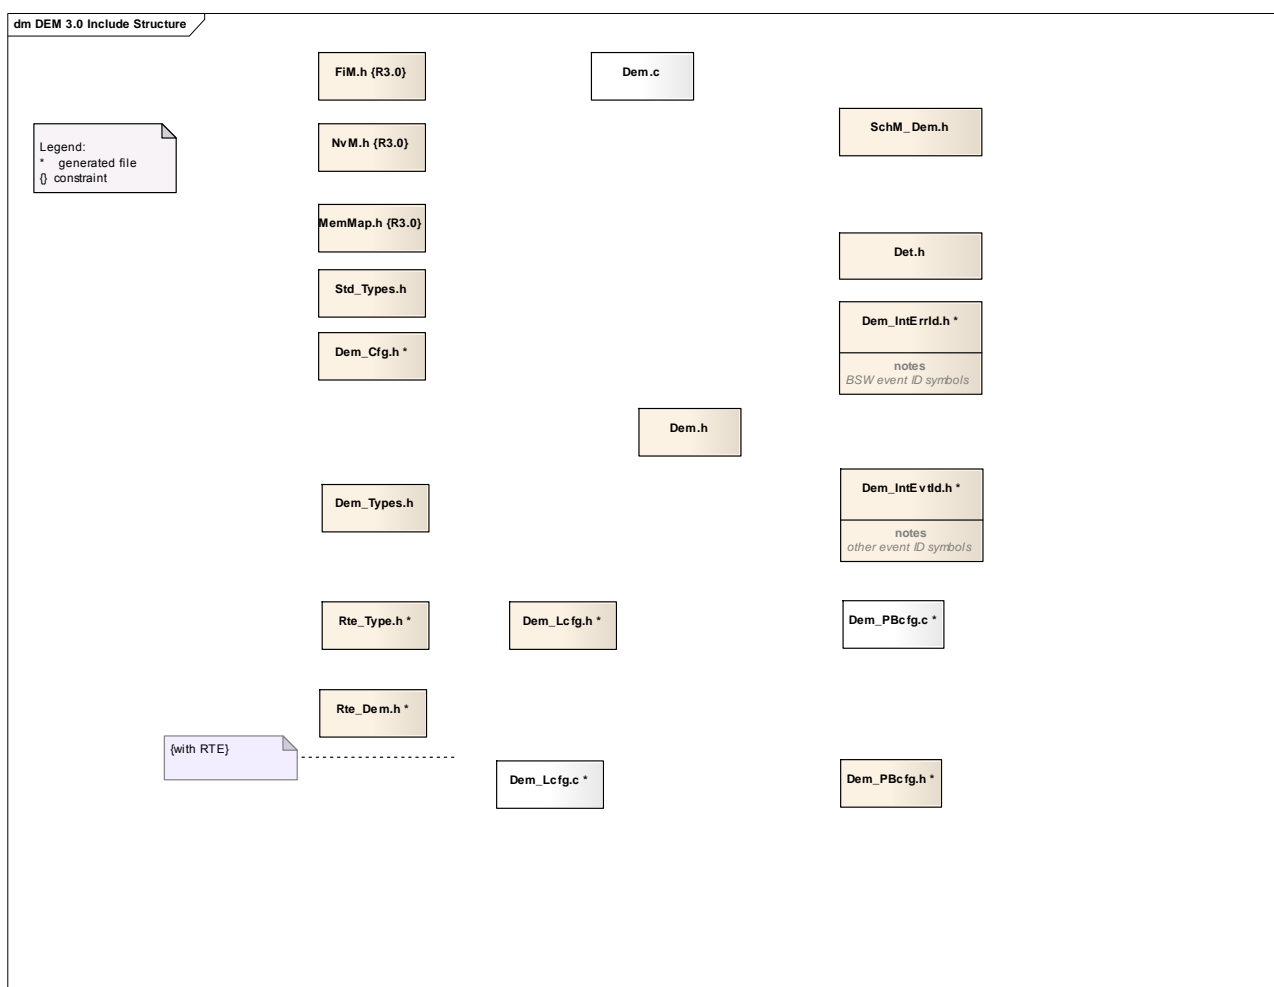 dm DEM 3.0 Include Structure
FiM.h {R3.0}
Dem.c
SchM_Dem.h
Legend:
* generated file
{} constraint
NvM.h {R3.0}
MemMap.h {R3.0}
Det.h
Std_Types.h
Dem_IntErrId.h *
notes
BSW event ID symbols
Dem_Cfg.h *
Dem.h
Dem_Types.h
Dem_IntEvtId.h *
notes
other event ID symbols
Rte_Type.h *
Dem_Lcfg.h *
Dem_PBcfg.c *
Rte_Dem.h *
{with RTE}
Dem_Lcfg.c *
Dem_PBcfg.h *